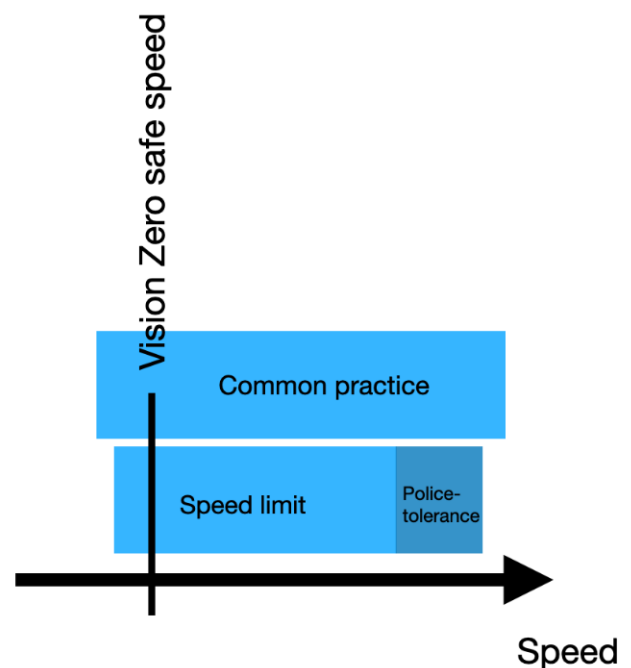 Vision Zero safe speed
Common practice
Speed limit
Police-
tolerance
Speed